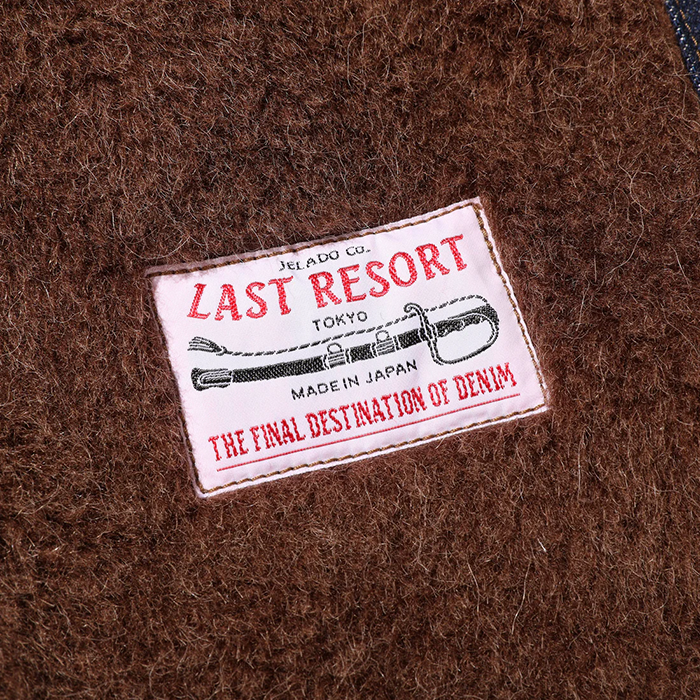 JELADO CO.
LAST RESORT
TOKYO
MADE IN JAPAN
THE FINAL DESTINATION OF DENIM